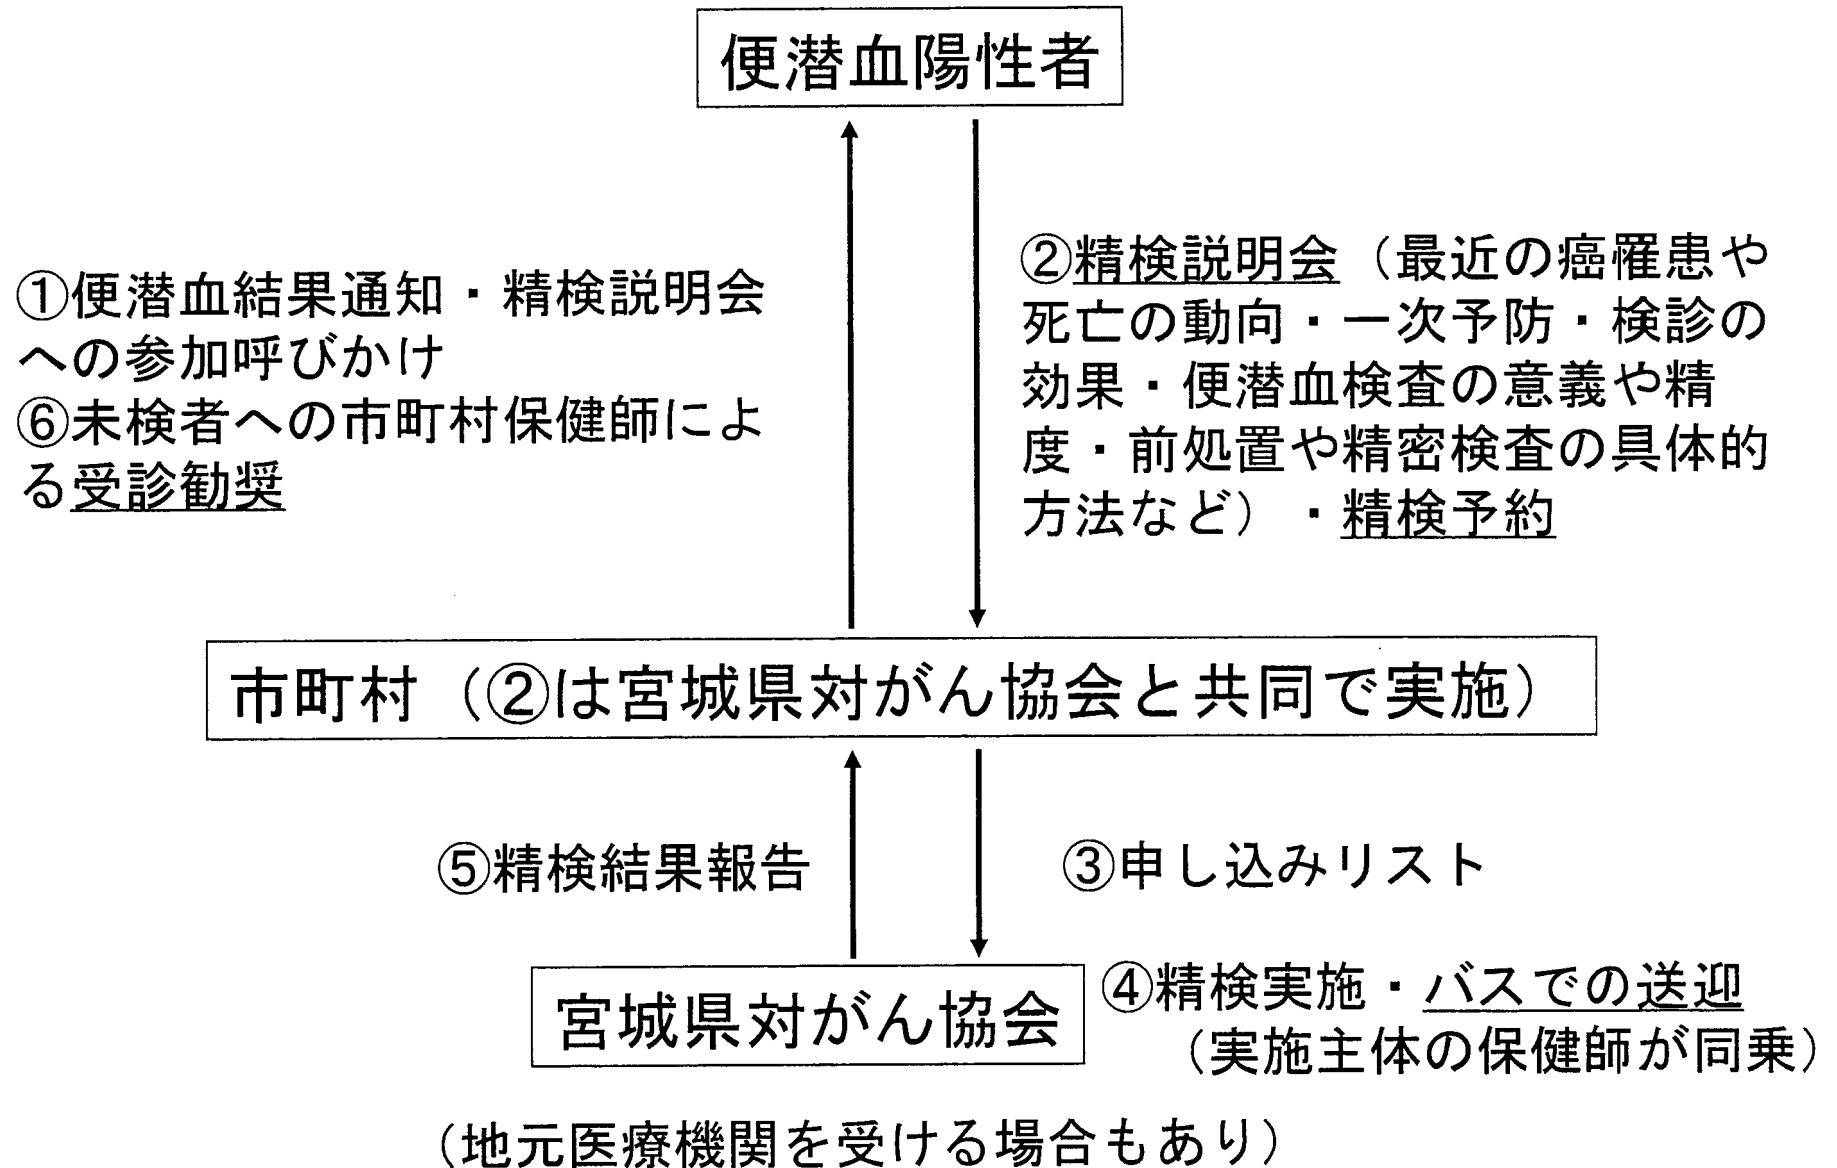 便潜血陽性者
①便潜血結果通知・精検説明会
への参加呼びかけ
⑥未検者への市町村保健師によ
る受診勧奨
②精検説明会（最近の癌罹患や
死亡の動向・一次予防・検診の
効果・便潜血検査の意義や精
度・前処置や精密検査の具体的
方法など）・精検予約
市町村（②は宮城県対がん協会と共同で実施）
⑤精検結果報告
③申し込みリスト
宮城県対がん協会
④精検実施・バスでの送迎
（実施主体の保健師が同乗）
（地元医療機関を受ける場合もあり）